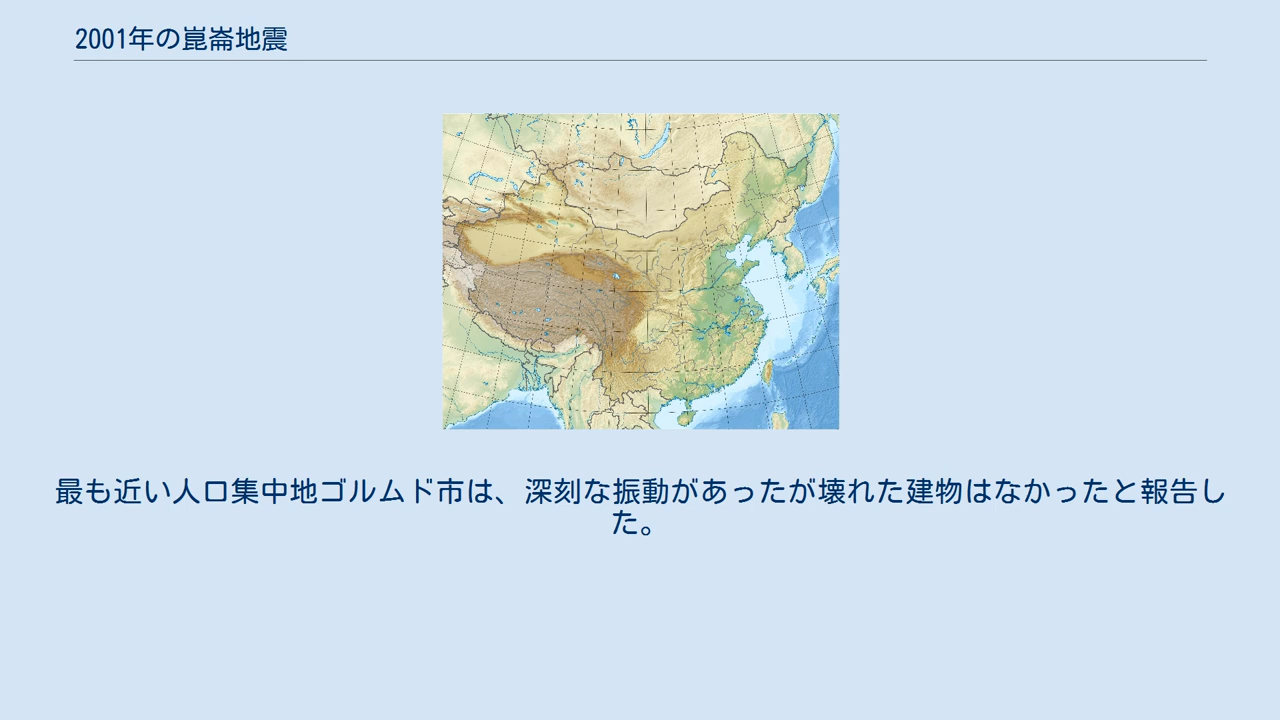 2001年の崑崙地震
最も近い人口集中地ゴルムド市は、深刻な振動があったが壊れた建物はなかったと報告し
た。